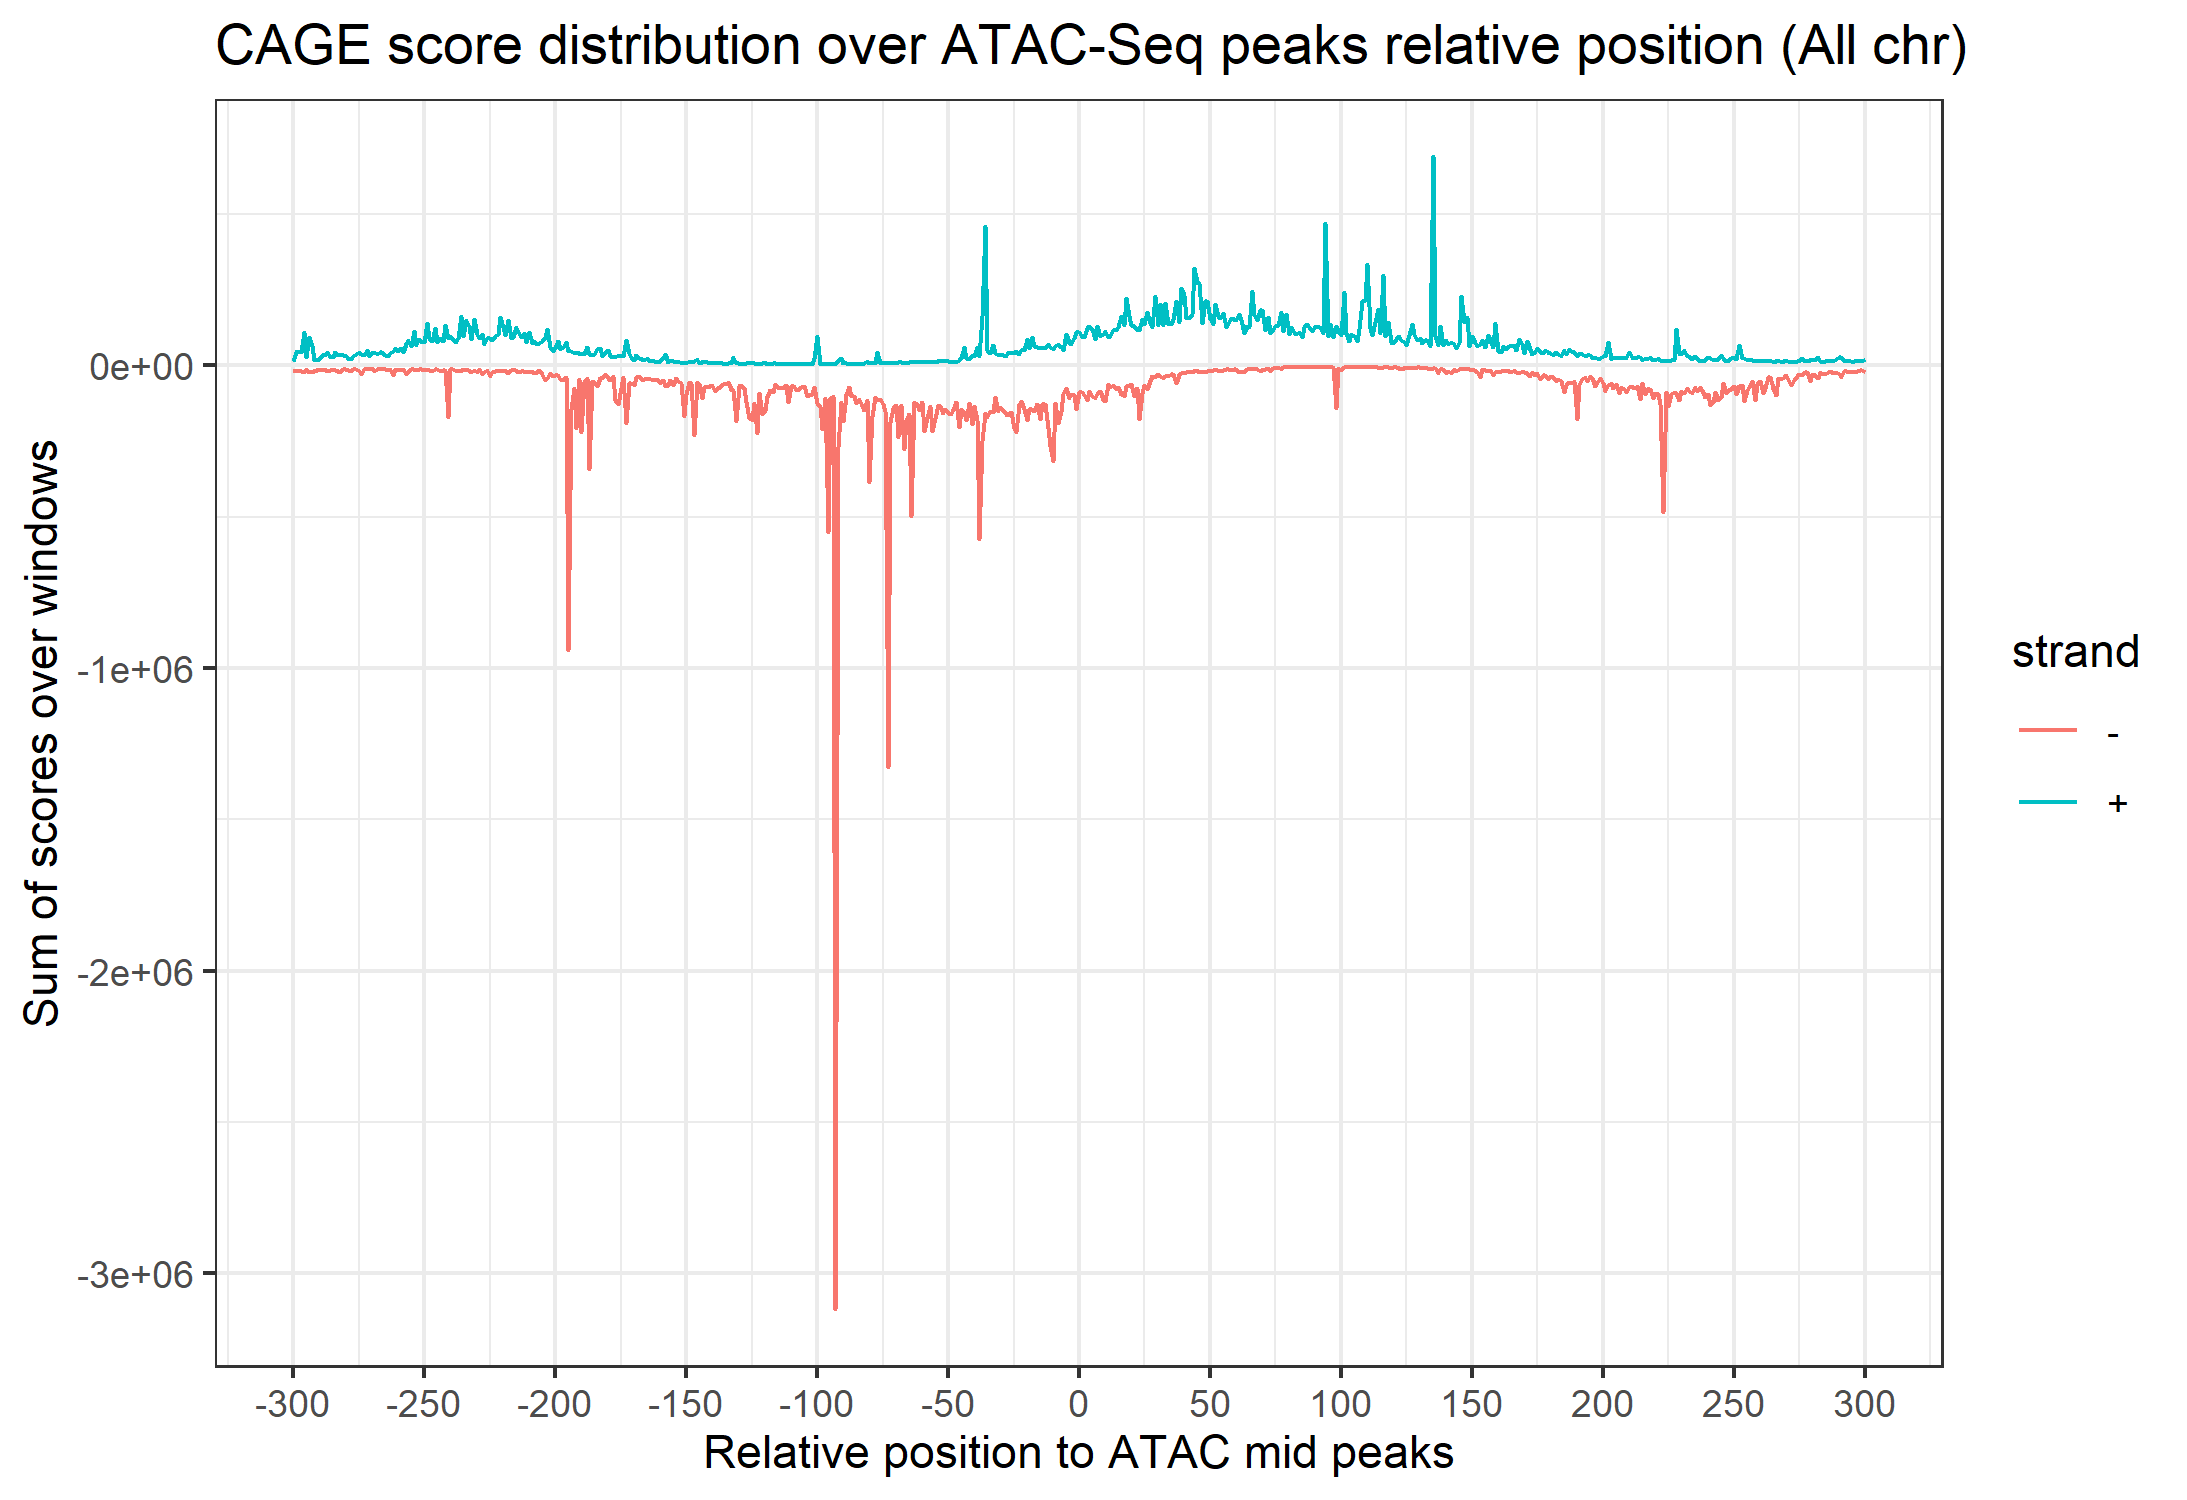 CAGE score distribution over ATAC-Seq peaks relative position (All chr)
Sum of scores over windows
0e+00
-1e+06
-2e+06
-3e+06
-300 -250 -200 -150 -100 -50 0 50 100 150 200 250 300
Relative position to ATAC mid peaks
strand
-
+